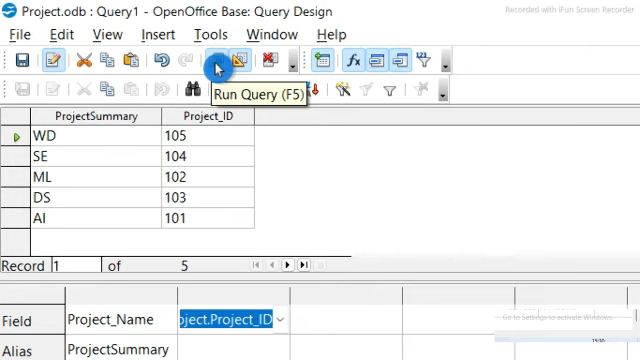 Project.odb : Query1 - OpenOffice Base: Query Design
Recorded with iFun Screen Recorder
File Edit View Insert Tools Window Help
Run Query (F5)
ProjectSummary Project_ID
WD 105
SE 104
ML 102
DS 103
AI 101
Record 1 of 5
Field Project_Name oject.Project_ID
Go to Settings to activate Windows.
Alias ProjectSummary
15:10